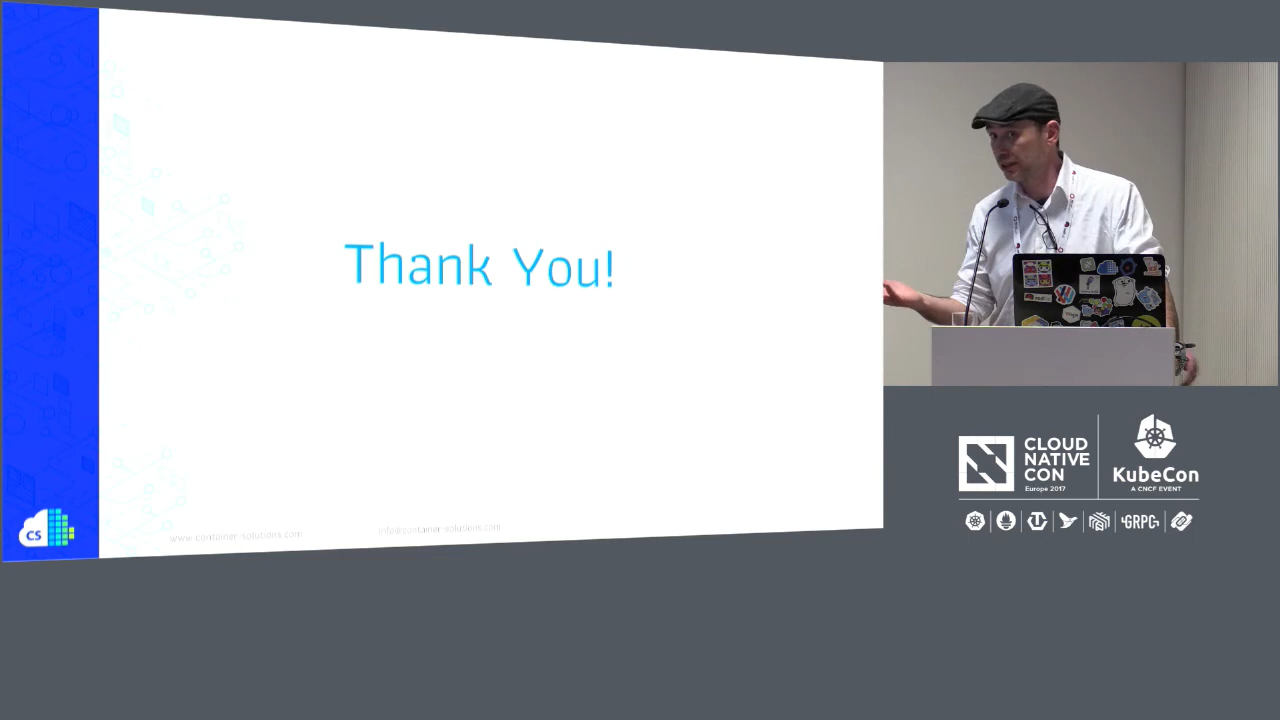 Thank You!
www.container-solutions.com
info@container-solutions.com
CS
CLOUD
NATIVE
CON
Europe 2017
KubeCon
A CNCF EVENT
GRPC